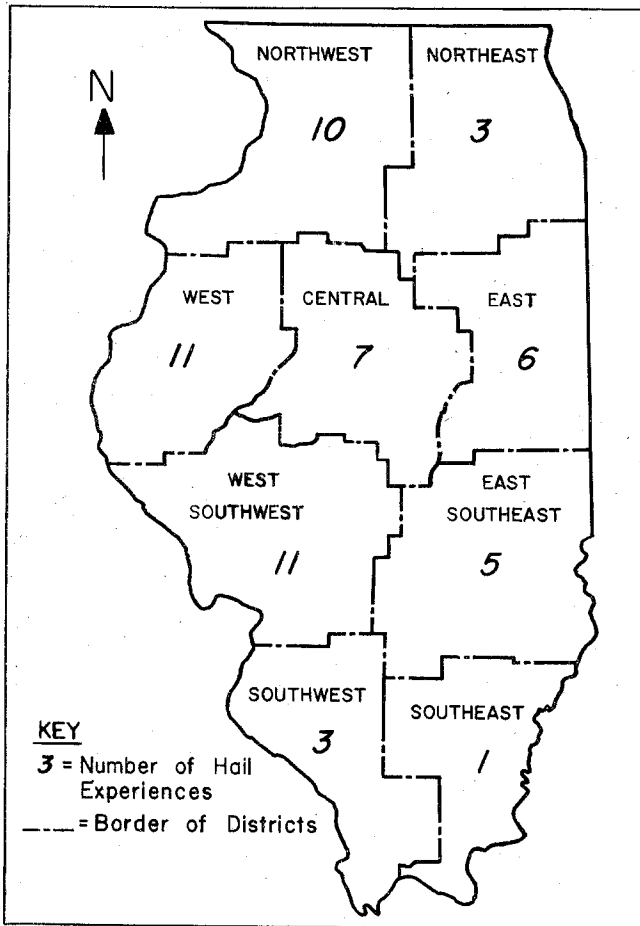 NORTHWEST
10
NORTHEAST
3
N
WEST
11
CENTRAL
7
EAST
6
WEST
SOUTHWEST
11
EAST
SOUTHEAST
5
SOUTHWEST
3
SOUTHEAST
1
KEY
3 = Number of Hail
Experiences
= Border of Districts